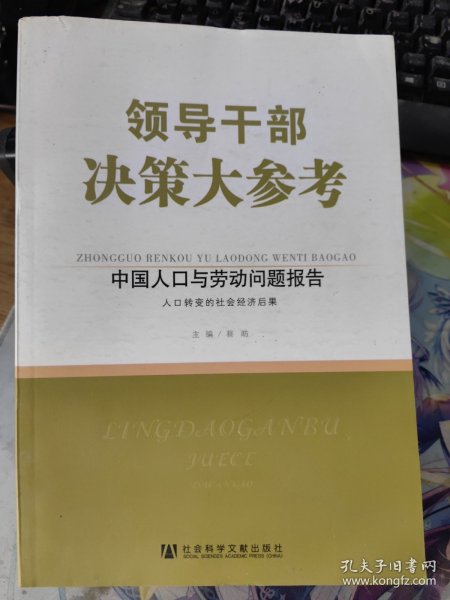 领导干部
决策大参考
ZHONGGUO RENKOU YU LAODONG WENTI BAOGAO
中国人口与劳动问题报告
人口转变的社会经济后果
主编/蔡昉
LINGDAOGANBU
JUECE
DACANKAO
社会科学文献出版社
SOCIAL SCIENCES ACADEMIC PRESS (CHINA)
孔夫子旧书网
www.kongfz.com